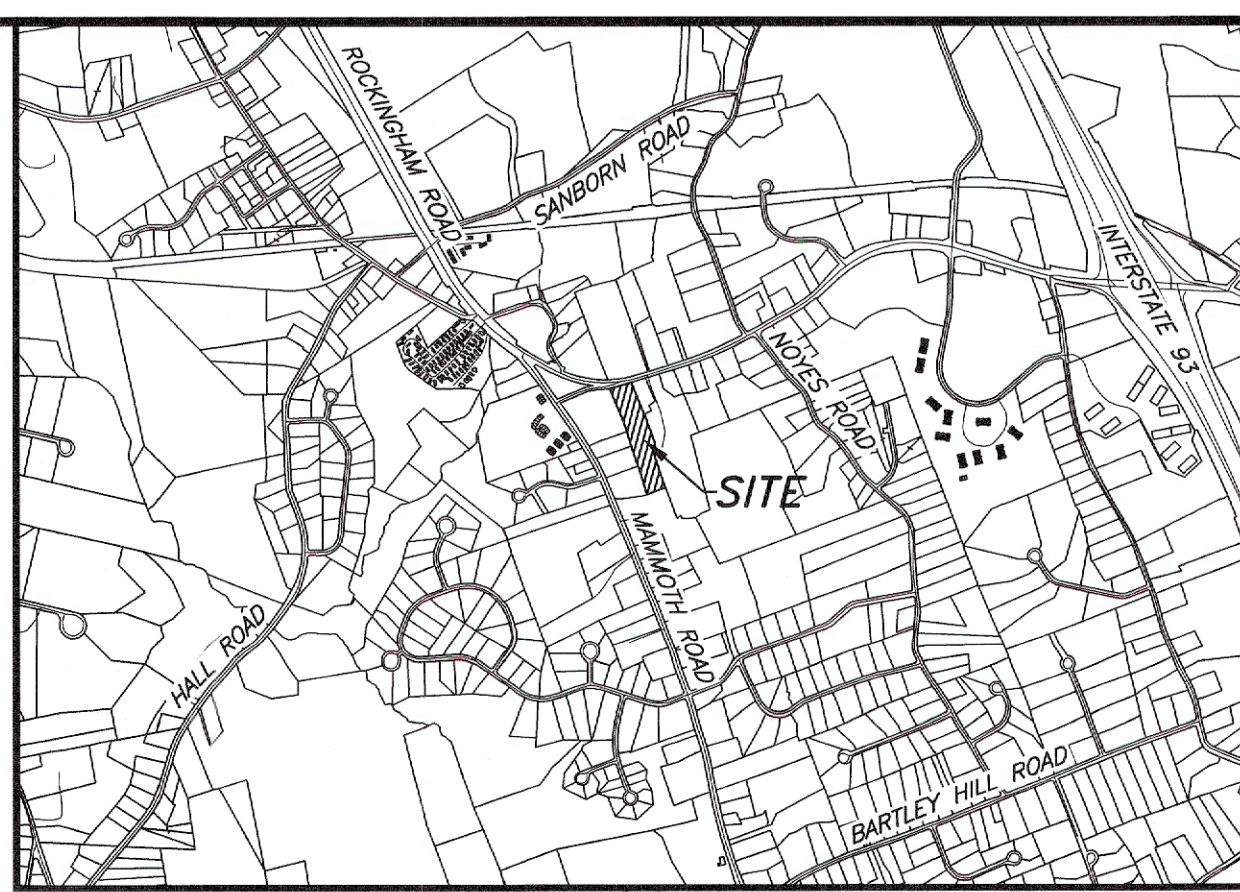 ROCKINGHAM ROAD
SANBORN ROAD
INTERSTATE 93
NOYES ROAD
SITE
MAMMOTH ROAD
HALL ROAD
BARTLEY HILL ROAD